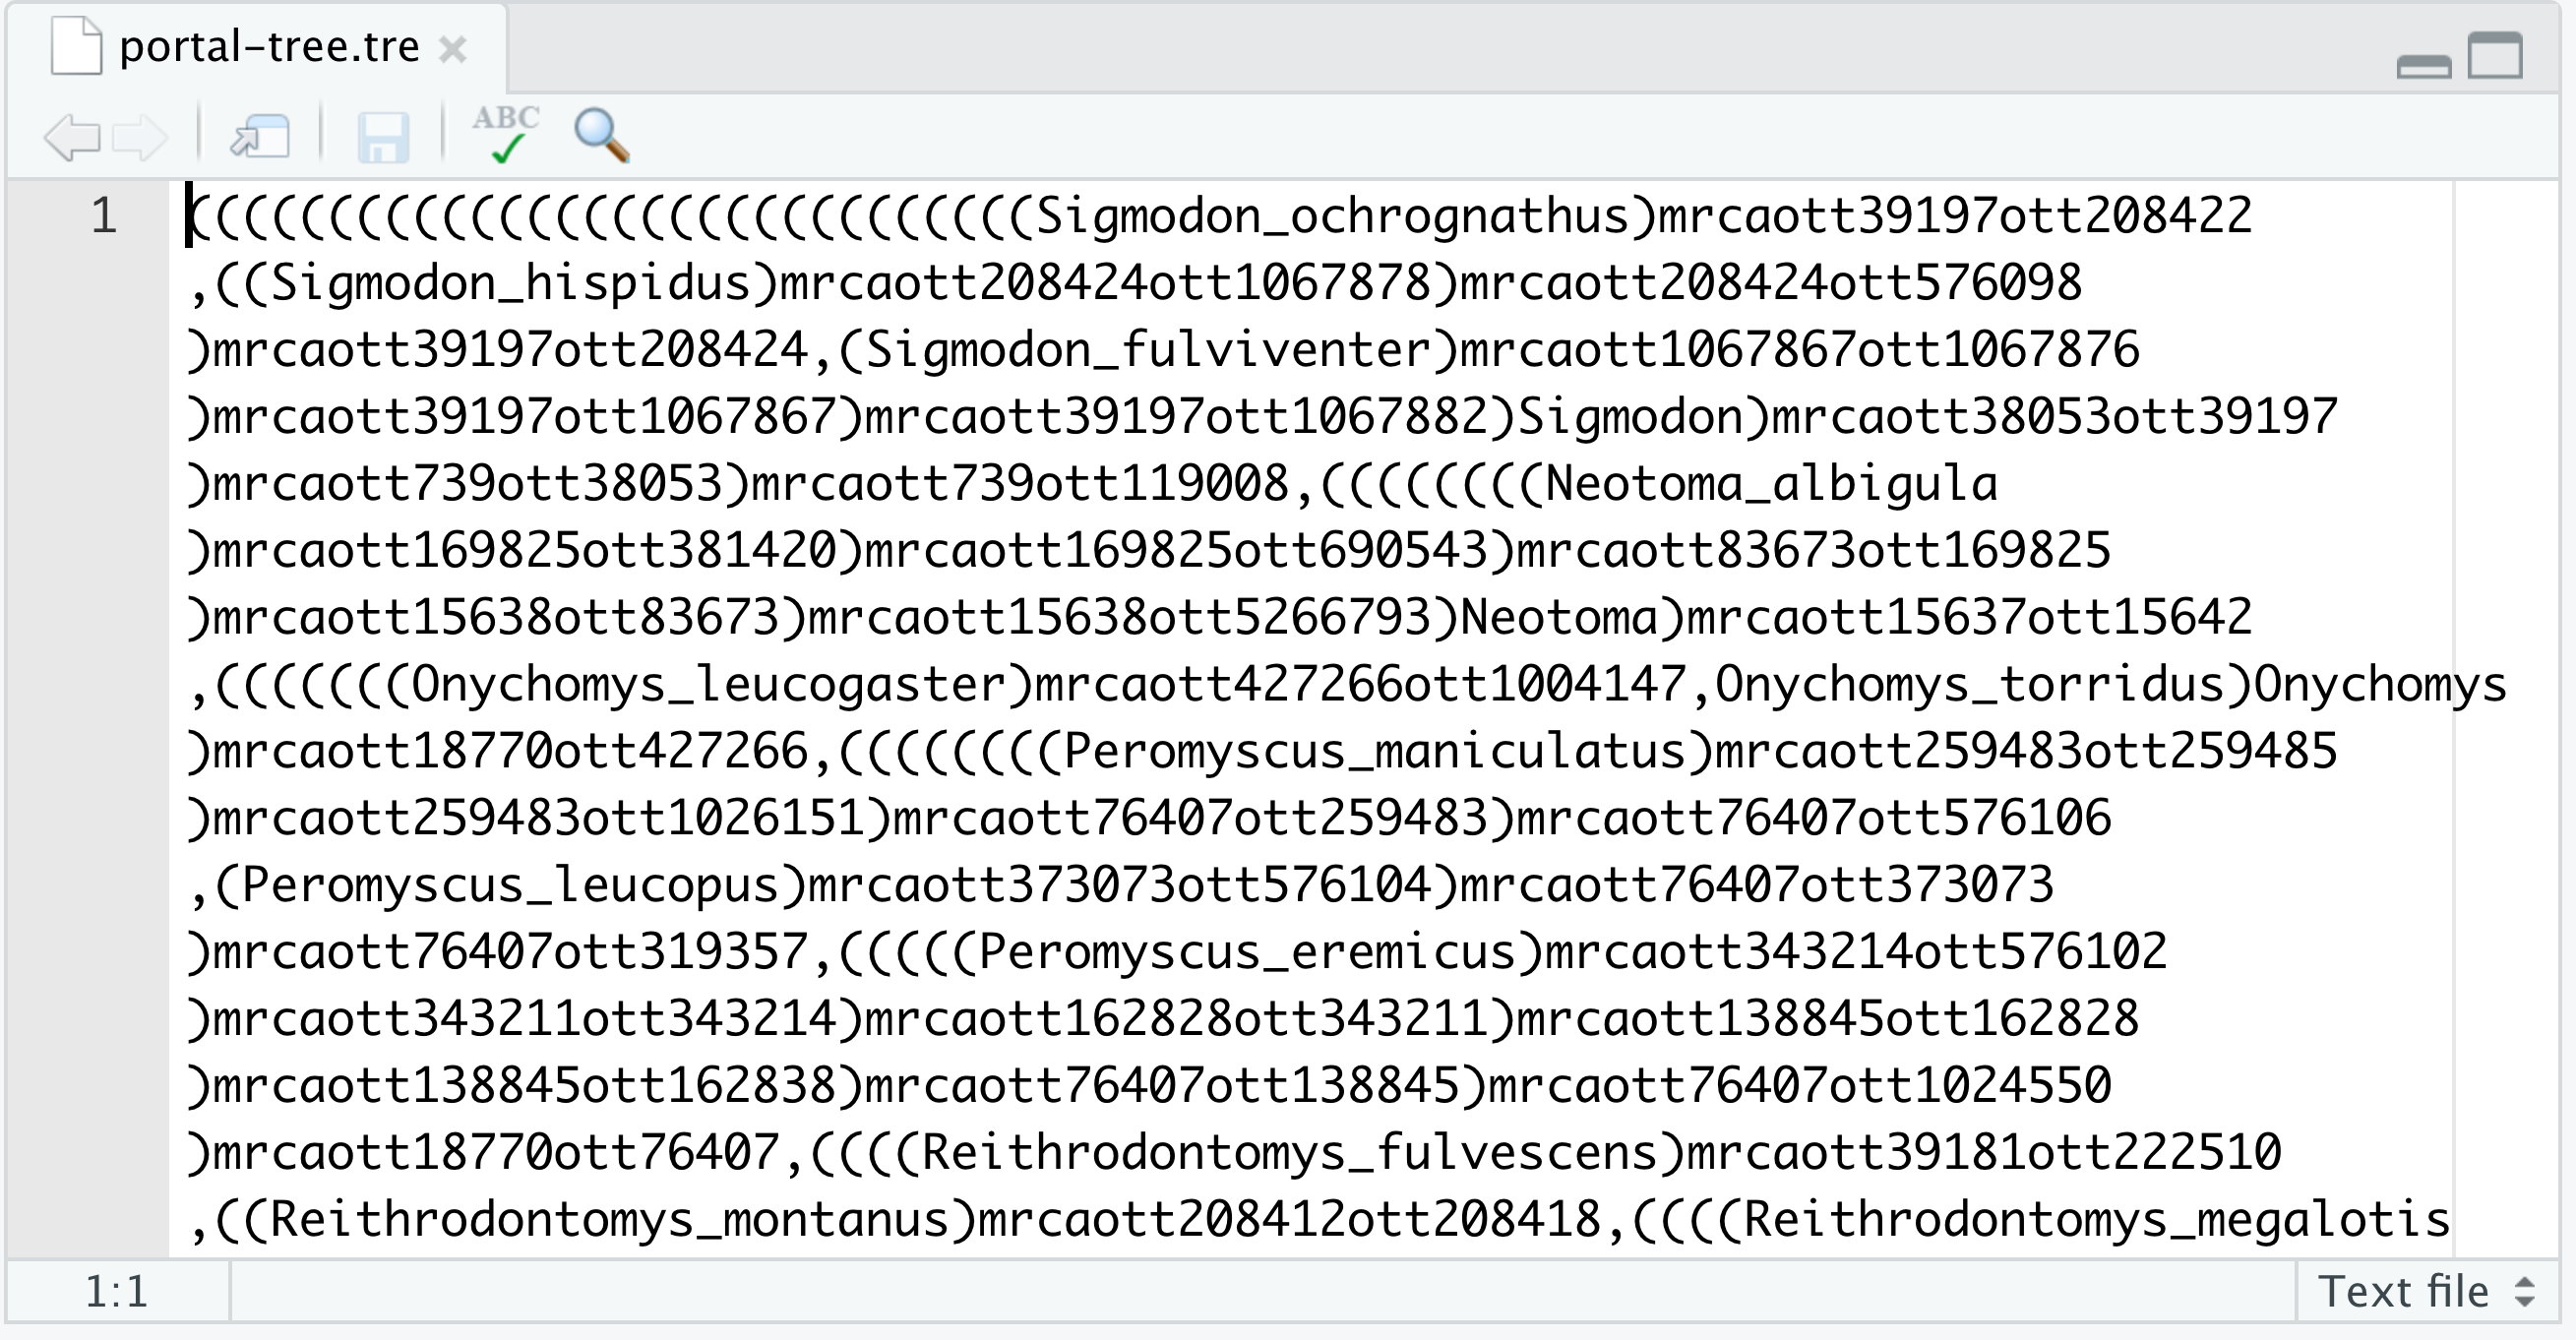 portal-tree.tre
ABC
1
((((((((((((((((((((((((((((((Sigmodon_ochrognathus)mrcaott39197ott208422
,((Sigmodon_hispidus)mrcaott208424ott1067878)mrcaott208424ott576098
)mrcaott39197ott208424,(Sigmodon_fulviventer)mrcaott1067867ott1067876
)mrcaott39197ott1067867)mrcaott39197ott1067882)Sigmodon)mrcaott38053ott39197
)mrcaott739ott38053)mrcaott739ott119008,((((((((Neotoma_albigula
)mrcaott169825ott381420)mrcaott169825ott690543)mrcaott83673ott169825
)mrcaott15638ott83673)mrcaott15638ott5266793)Neotoma)mrcaott15637ott15642
,(((((((Onychomys_leucogaster)mrcaott427266ott1004147,Onychomys_torridus)Onychomys
)mrcaott18770ott427266,((((((((Peromyscus_maniculatus)mrcaott259483ott259485
)mrcaott259483ott1026151)mrcaott76407ott259483)mrcaott76407ott576106
,(Peromyscus_leucopus)mrcaott373073ott576104)mrcaott76407ott373073
)mrcaott76407ott319357,(((((Peromyscus_eremicus)mrcaott343214ott576102
)mrcaott343211ott343214)mrcaott162828ott343211)mrcaott138845ott162828
)mrcaott138845ott162838)mrcaott76407ott138845)mrcaott76407ott1024550
)mrcaott18770ott76407,((((Reithrodontomys_fulvescens)mrcaott39181ott222510
,((Reithrodontomys_montanus)mrcaott208412ott208418,((((Reithrodontomys_megalotis
1:1
Text file